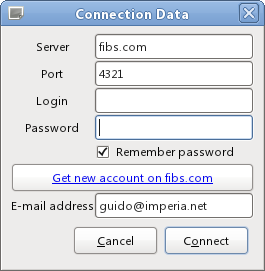 Connection Data
Server fibs.com
Port 4321
Login
Password
Remember password
Get new account on fibs.com
E-mail address guido@imperia.net
Cancel Connect